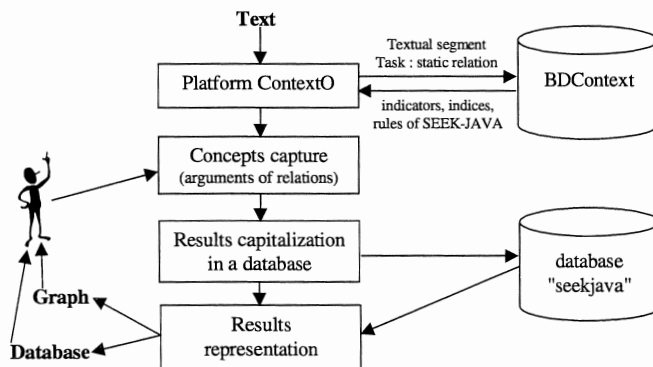 Text
Textual segment
Task : static relation
Platform ContextO
BDContext
indicators, indices,
rules of SEEK-JAVA
Concepts capture
(arguments of relations)
Results capitalization
in a database
database
"seekjava"
Graph
Results
representation
Database